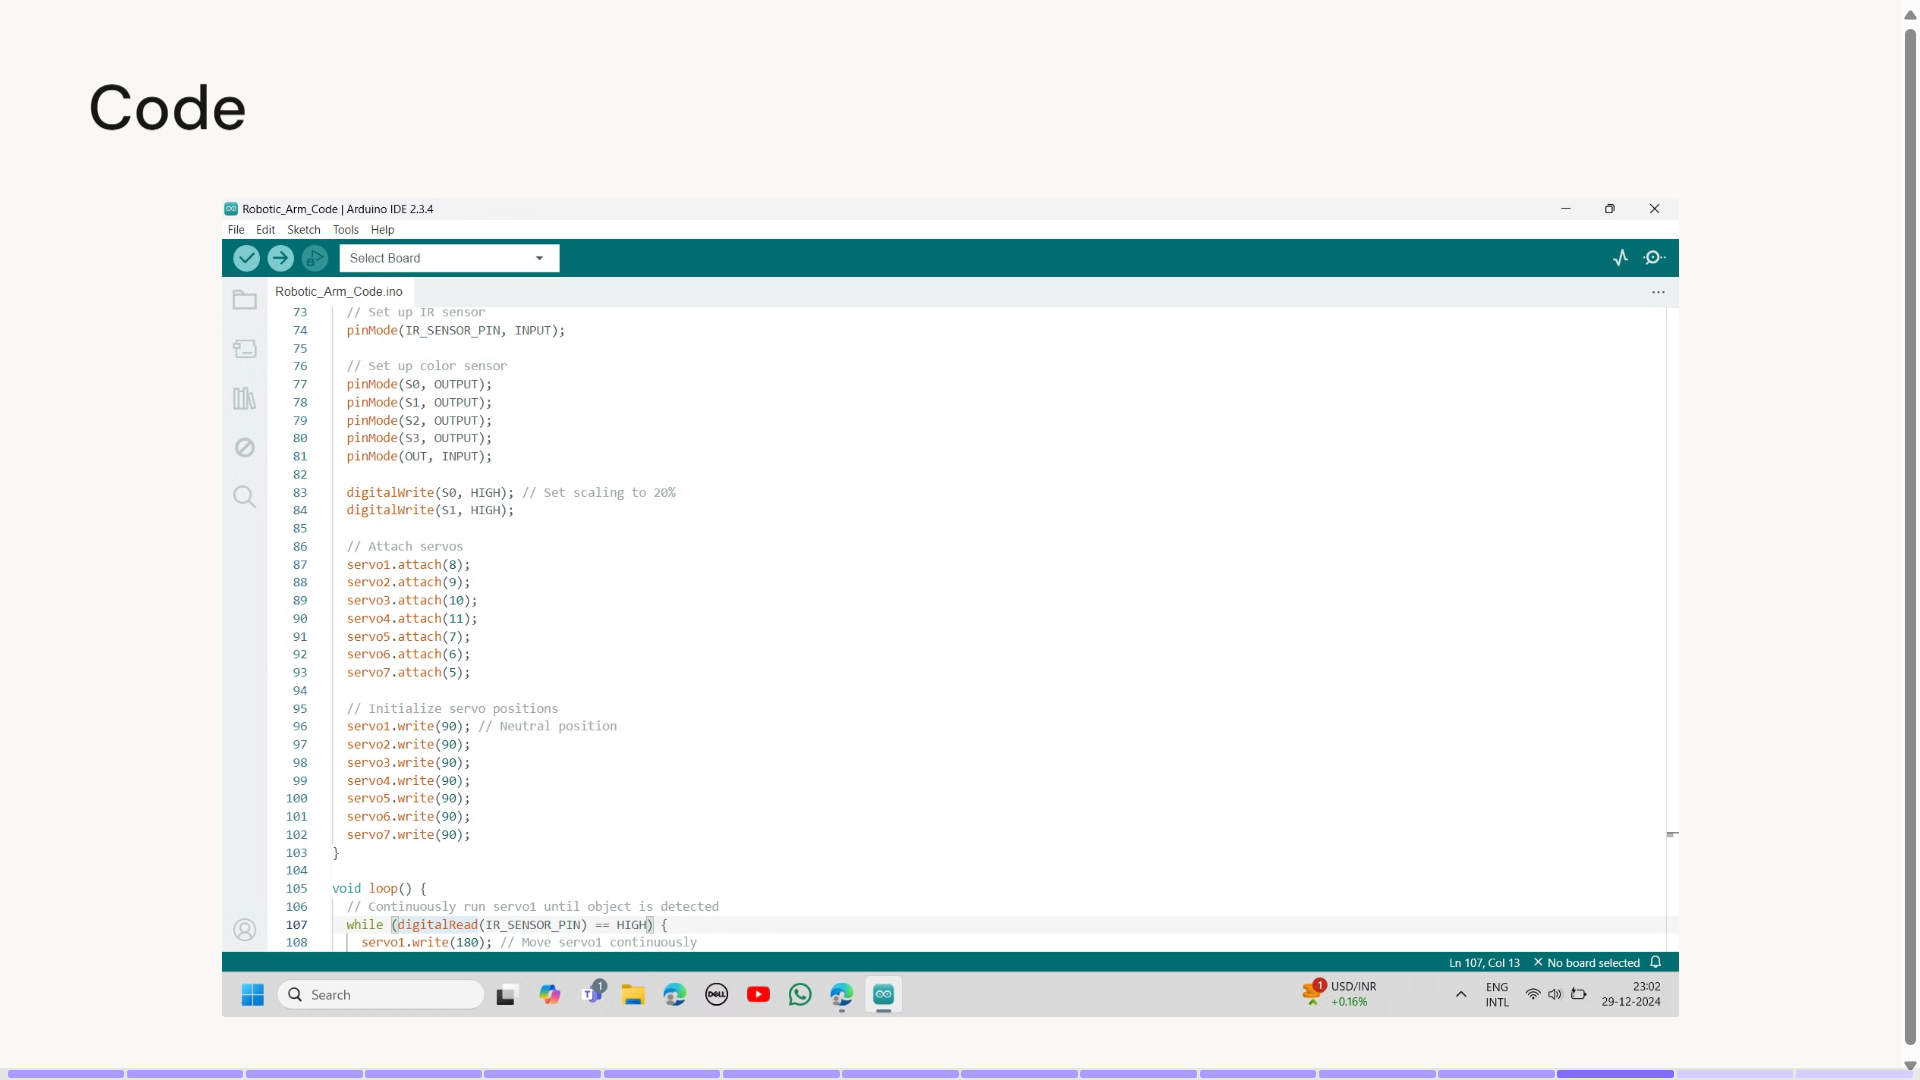 Code
Robotic_Arm_Code | Arduino IDE 2.3.4
File Edit Sketch Tools Help
Select Board
Robotic_Arm_Code.ino
73 // Set up IR sensor
74 pinMode(IR_SENSOR_PIN, INPUT);
75
76 // Set up color sensor
77 pinMode(S0, OUTPUT);
78 pinMode(S1, OUTPUT);
79 pinMode(S2, OUTPUT);
80 pinMode(S3, OUTPUT);
81 pinMode(OUT, INPUT);
82
83 digitalWrite(S0, HIGH); // Set scaling to 20%
84 digitalWrite(S1, HIGH);
85
86 // Attach servos
87 servo1.attach(8);
88 servo2.attach(9);
89 servo3.attach(10);
90 servo4.attach(11);
91 servo5.attach(7);
92 servo6.attach(6);
93 servo7.attach(5);
94
95 // Initialize servo positions
96 servo1.write(90); // Neutral position
97 servo2.write(90);
98 servo3.write(90);
99 servo4.write(90);
100 servo5.write(90);
101 servo6.write(90);
102 servo7.write(90);
103 }
104
105 void loop() {
106 // Continuously run servo1 until object is detected
107 while (digitalRead(IR_SENSOR_PIN) == HIGH) {
108 servo1.write(180); // Move servo1 continuously
Ln 107, Col 13 × No board selected
Search
1
DELL
1
USD/INR
+0.16%
ENG
INTL
23:02
29-12-2024